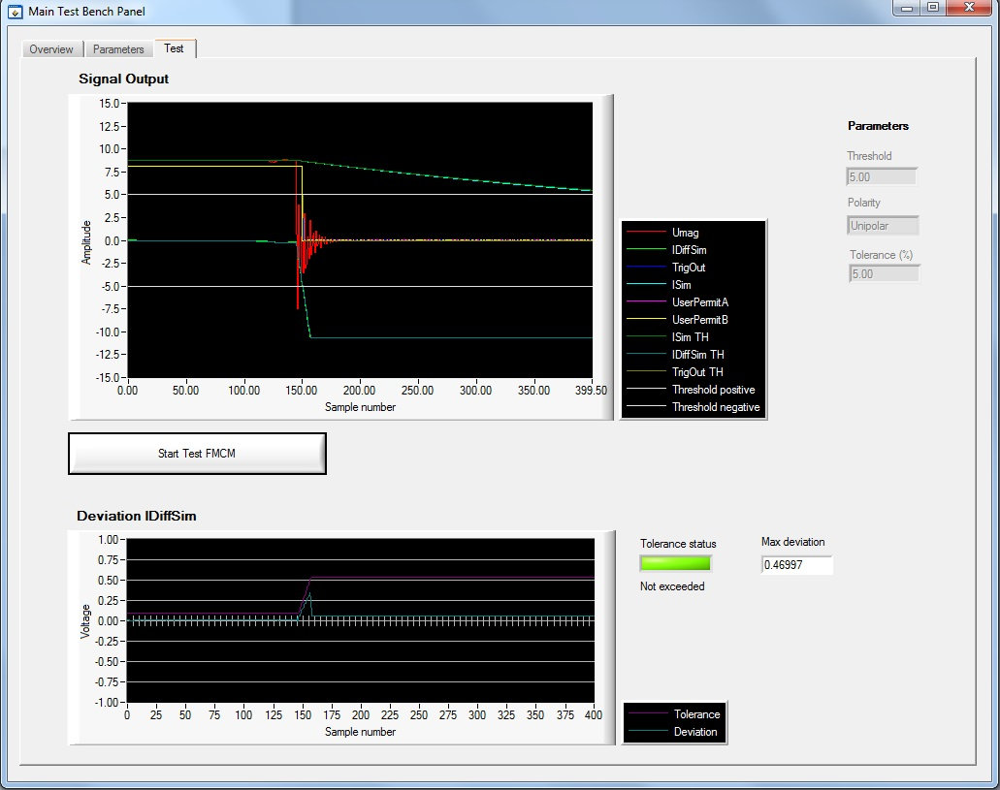 Main Test Bench Panel
Overview Parameters Test
Signal Output
15.0
12.5
10.0
7.5
5.0
2.5
0.0
-2.5
-5.0
-7.5
-10.0
-12.5
-15.0
Amplitude
0.00 50.00 100.00 150.00 200.00 250.00 300.00 350.00 399.50
Sample number
Umag
IDiffSim
TrigOut
ISim
UserPermitA
UserPermitB
ISim TH
IDiffSim TH
TrigOut TH
Threshold positive
Threshold negative
Parameters
Threshold
5.00
Polarity
Unipolar
Tolerance (%)
5.00
Start Test FMCM
Deviation IDiffSim
1.00
0.75
0.50
0.25
0.00
-0.25
-0.50
-0.75
-1.00
Voltage
0 25 50 75 100 125 150 175 200 225 250 275 300 325 350 375 400
Sample number
Tolerance status
Not exceeded
Max deviation
0.46997
Tolerance
Deviation